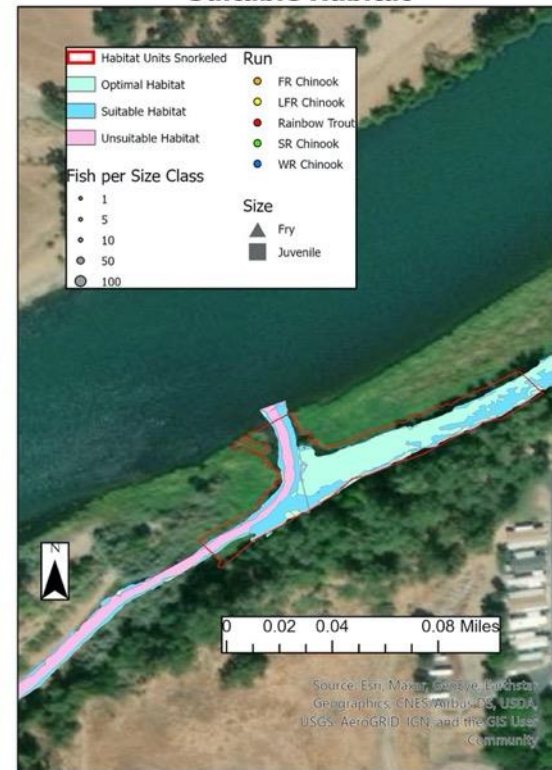 Habitat Units Snorkeled
Optimal Habitat
Suitable Habitat
Unsuitable Habitat
Fish per Size Class
1
5
10
50
100
Run
FR Chinook
LFR Chinook
Rainbow Trout
SR Chinook
WR Chinook
Size
Fry
Juvenile
N
0 0.02 0.04 0.08 Miles
Source: Esri, Maxar, GeoEye, Earthstar
Geographics, CNES/Airbus DS, USDA,
USGS, AeroGRID, IGN, and the GIS User
Community